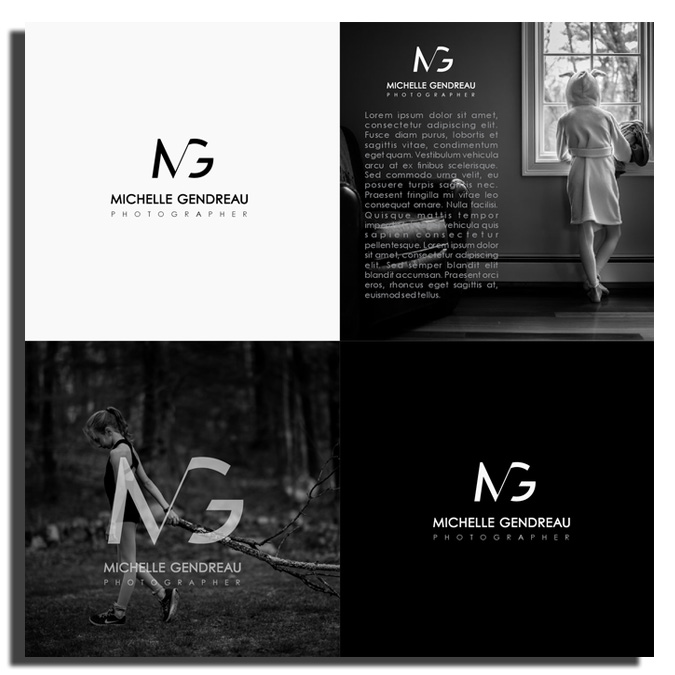 MG
MICHELLE GENDREAU
PHOTOGRAPHER
MG
MICHELLE GENDREAU
PHOTOGRAPHER
Lorem ipsum dolor sit amet,
consectetur adipiscing elit.
Fusce diam purus, lobortis et
sagittis vitae, condimentum
eget quam. Vestibulum vehicula
arcu at ex finibus scelerisque.
Sed commodo urna velit, eu
posuere turpis sagittis nec.
Praesent fringilla mi vitae leo
consequat ornare. Nulla facilisi.
Quisque mattis tempor
imperdiet. vehicula quis
sapien consectetur
pellentesque. Lorem ipsum dolor
sit amet, consectetur adipiscing
elit. Sed semper blandit elit
blandit accumsan. Praesent orci
eros, rhoncus eget sagittis at,
euismod sed tellus.
MG
MICHELLE GENDREAU
PHOTOGRAPHER
MG
MICHELLE GENDREAU
PHOTOGRAPHER